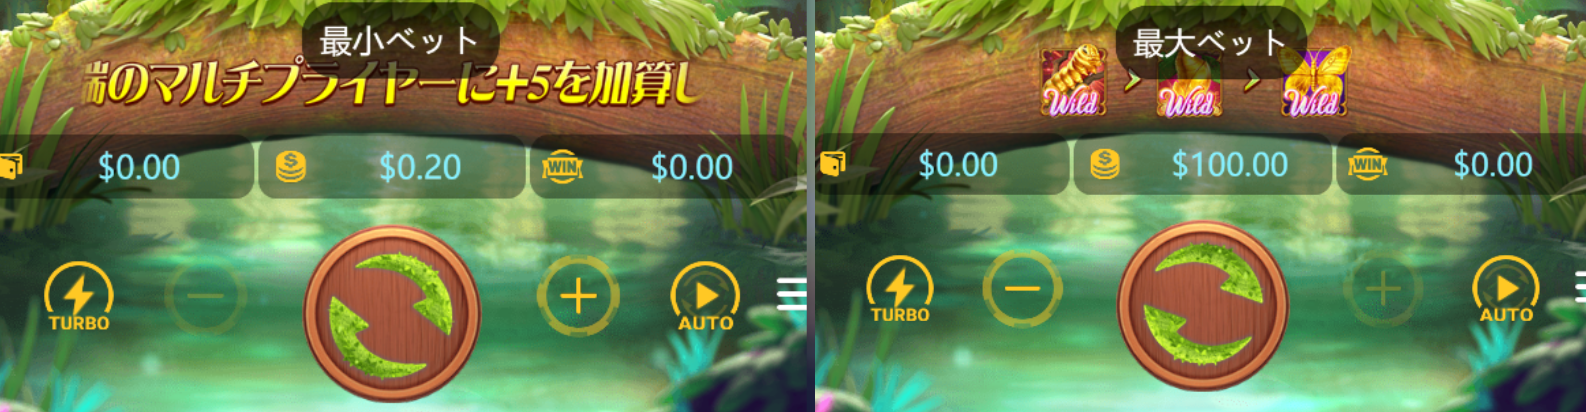 最小ベット
端のマルチプライヤーに+5を加算し
$0.00
$0.20
WIN
$0.00
TURBO
AUTO
最大ベット
Wild
Wild
Wild
$0.00
$100.00
WIN
$0.00
TURBO
AUTO